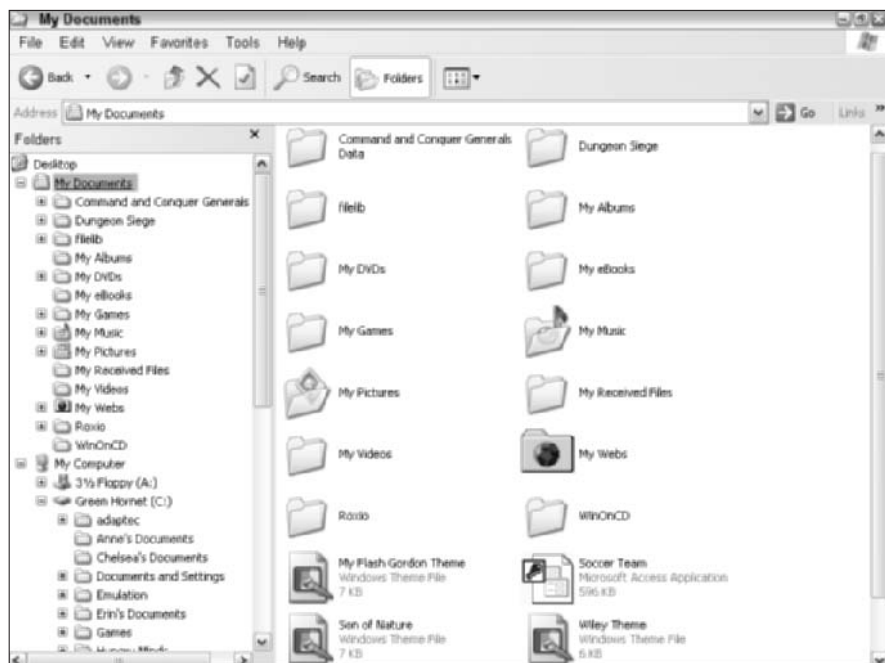 My Documents
File Edit View Favorites Tools Help
Back Search Folders
Address My Documents Go Links »
Folders
Desktop
My Documents
Command and Conquer Generals
Dungeon Siege
filelib
My Albums
My DVDs
My eBooks
My Games
My Music
My Pictures
My Received Files
My Videos
My Webs
Roxio
WinOnCD
My Computer
3½ Floppy (A:)
Green Hornet (C:)
adaptec
Anne's Documents
Chelsea's Documents
Documents and Settings
Emulation
Erin's Documents
Games
Hungry Minds
Command and Conquer Generals
Data
Dungeon Siege
filelib
My Albums
My DVDs
My eBooks
My Games
My Music
My Pictures
My Received Files
My Videos
My Webs
Roxio
WinOnCD
My Flash Gordon Theme
Windows Theme File
7 KB
Soccer Team
Microsoft Access Application
596 KB
Son of Nature
Windows Theme File
7 KB
Wiley Theme
Windows Theme File
6 KB